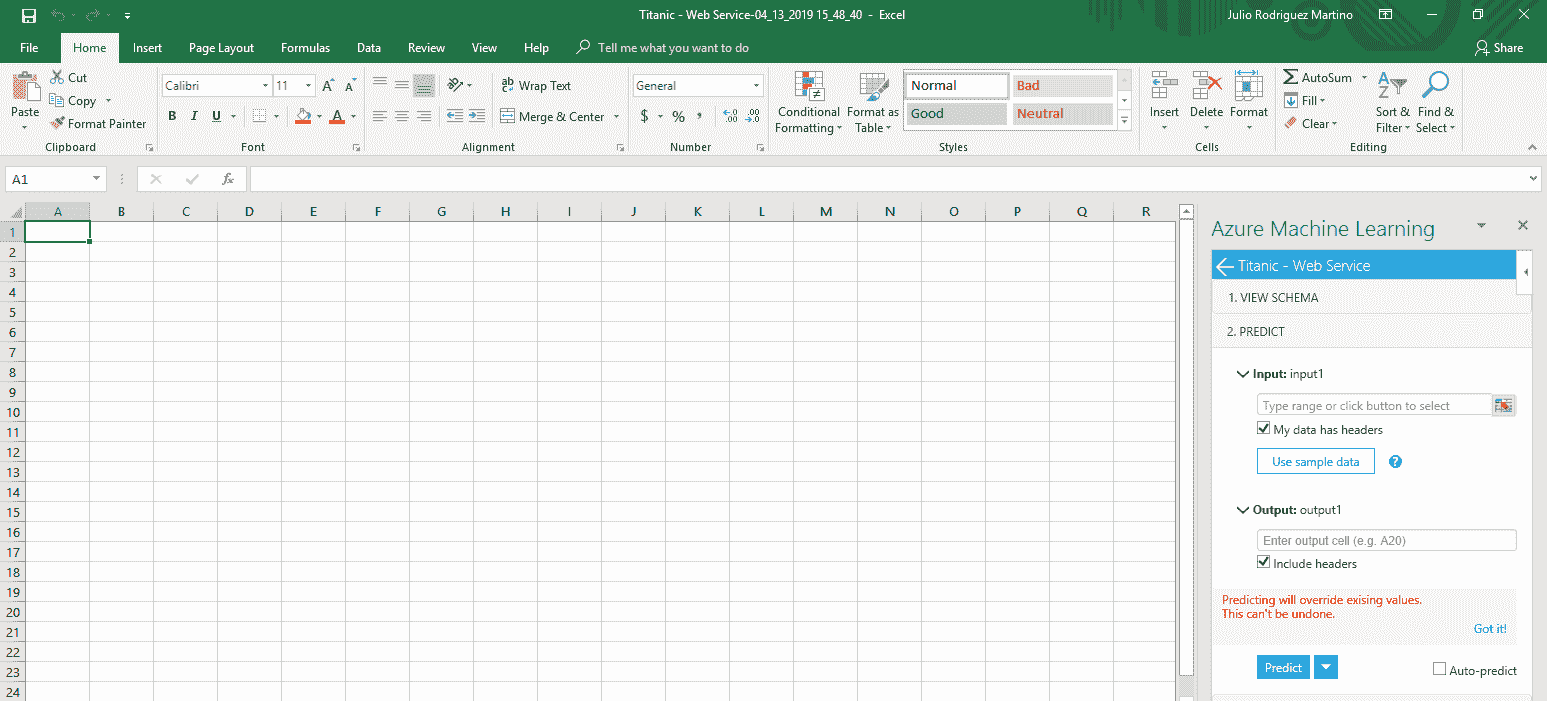 Titanic - Web Service-04_13_2019 15_48_40 - Excel
Julio Rodriguez Martino
File Home Insert Page Layout Formulas Data Review View Help Tell me what you want to do Share
Paste
Cut
Copy
Format Painter
Clipboard
Calibri 11
B I U
Font
Wrap Text
Merge & Center
Alignment
General
$ % ,
Number
Conditional Formatting
Format as Table
Normal Bad
Good Neutral
Styles
Insert Delete Format
Cells
AutoSum
Fill
Clear
Sort & Filter
Find & Select
Editing
A1
fx
A B C D E F G H I J K L M N O P Q R
1
2
3
4
5
6
7
8
9
10
11
12
13
14
15
16
17
18
19
20
21
22
23
24
Azure Machine Learning
Titanic - Web Service
1. VIEW SCHEMA
2. PREDICT
Input: input1
Type range or click button to select
My data has headers
Use sample data ?
Output: output1
Enter output cell (e.g. A20)
Include headers
Predicting will override exising values.
This can't be undone.
Got it!
Predict
Auto-predict